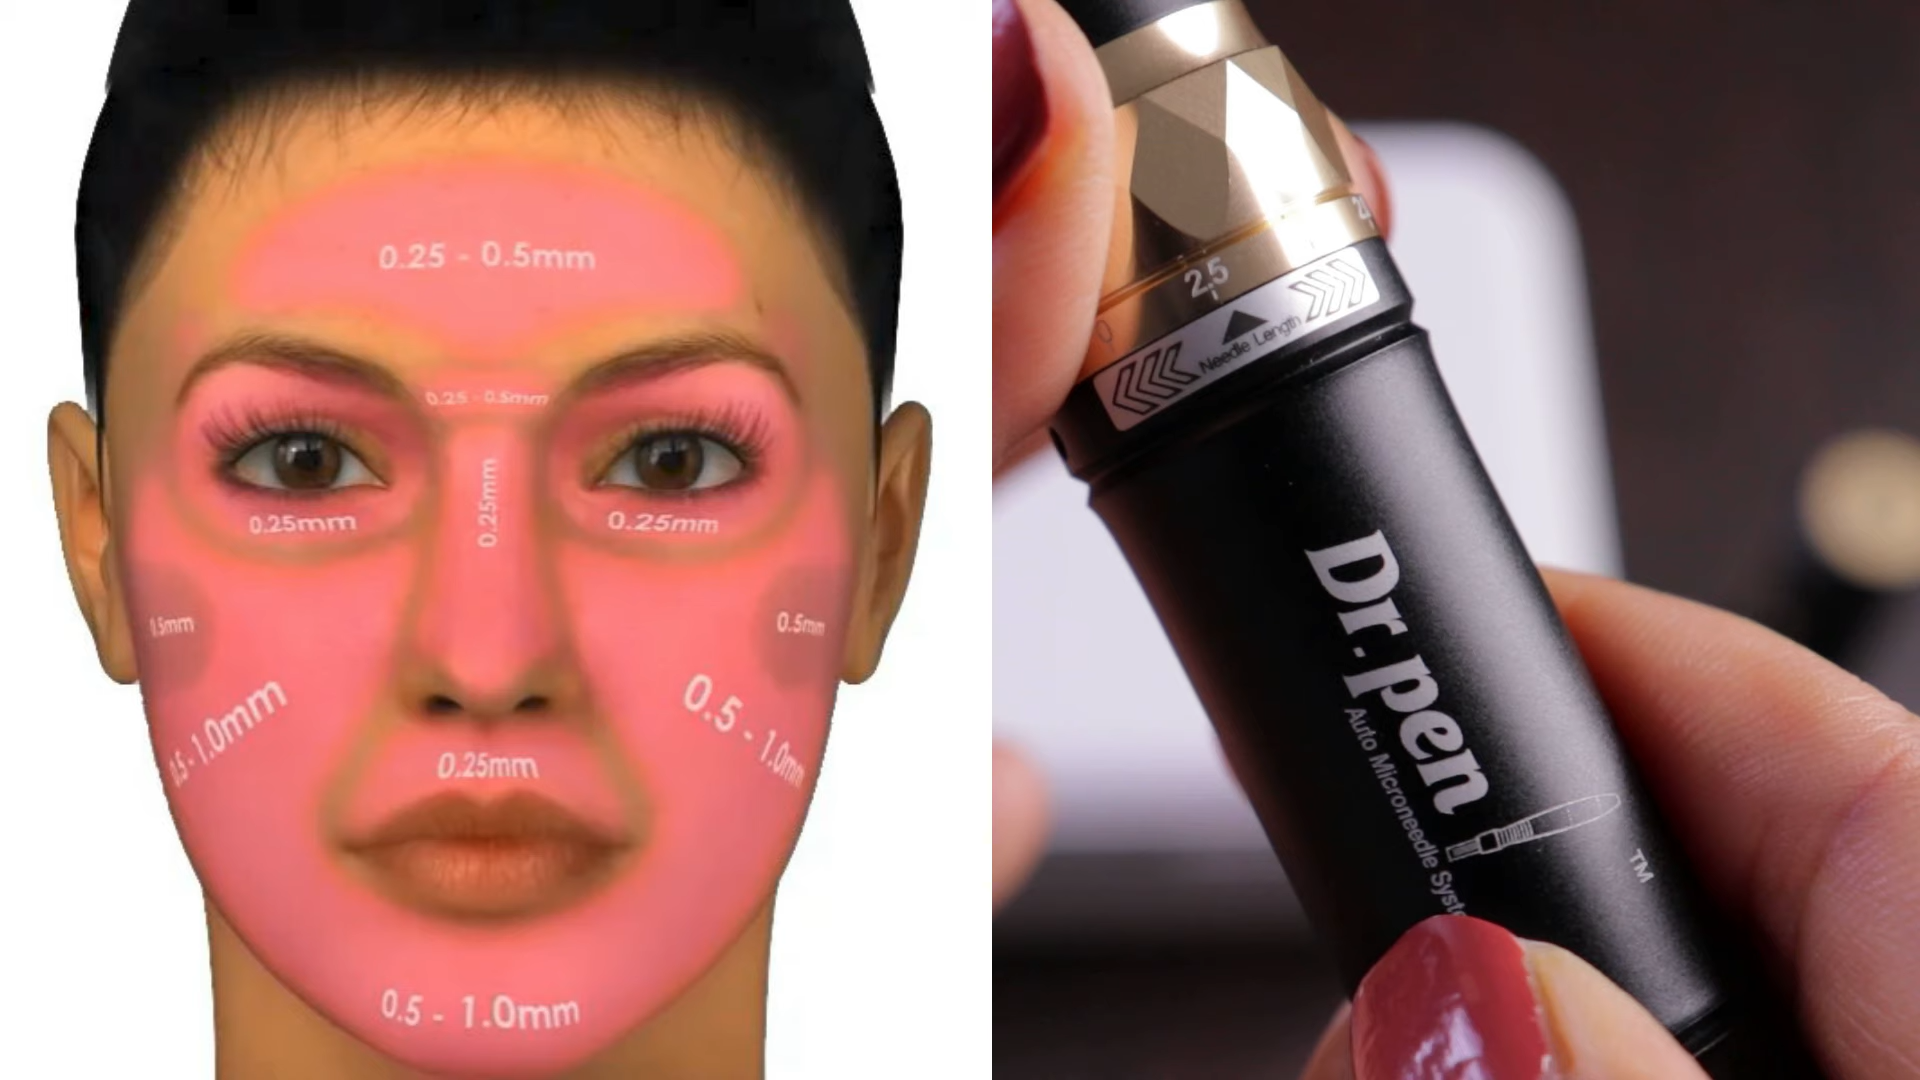 0.25 - 0.5mm
0.25 - 0.5mm
0.25mm
0.25mm
0.25mm
0.5mm
0.5mm
0.5 - 1.0mm
0.5 - 1.0mm
0.25mm
0.5 - 1.0mm
2.5
0
Needle Length
Dr. pen
Auto Microneedle
TM